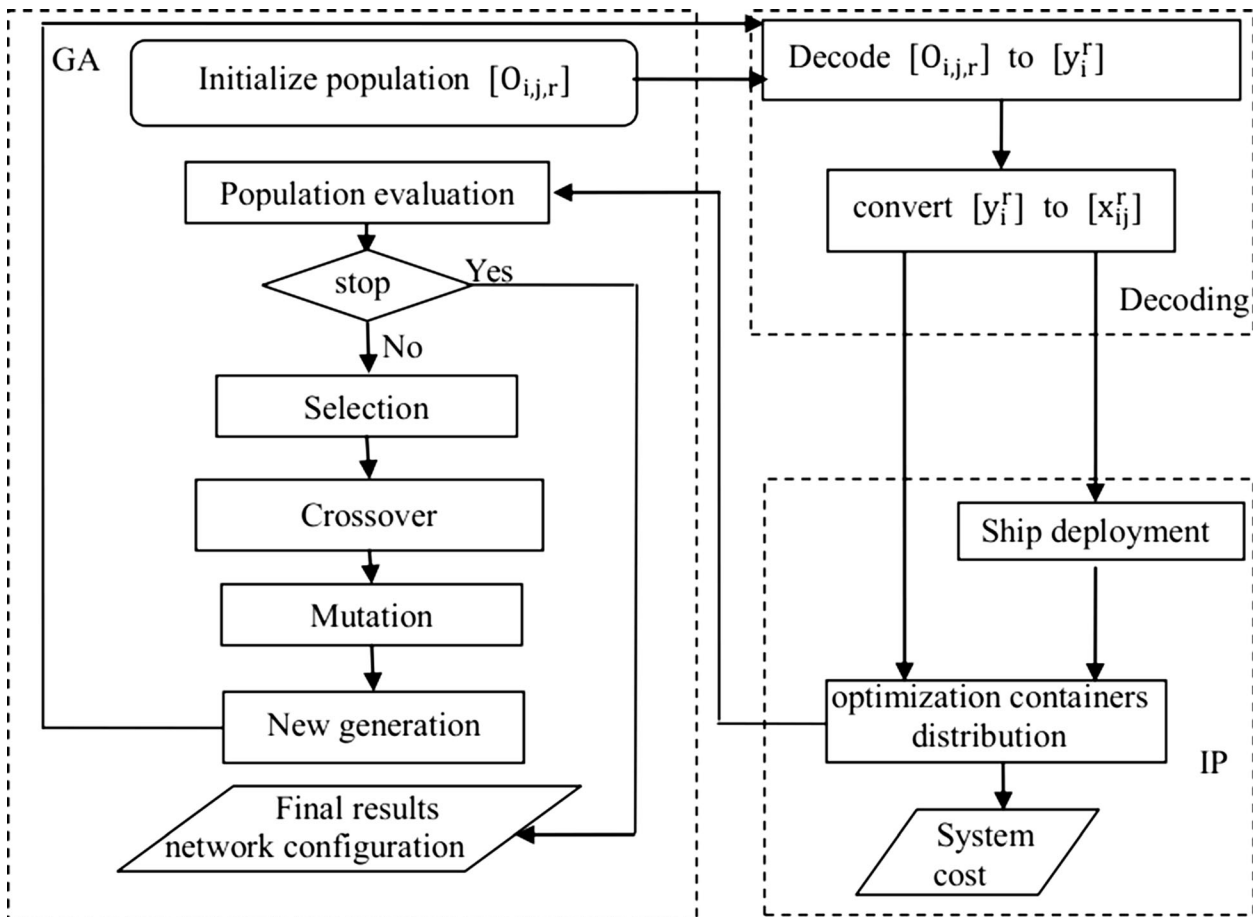 GA
Initialize population [O_{i,j,r}]
Population evaluation
stop
Yes
No
Selection
Crossover
Mutation
New generation
Final results
network configuration
Decode [O_{i,j,r}] to [y_i^r]
convert [y_i^r] to [x_{ij}^r]
Decoding
Ship deployment
optimization containers
distribution
IP
System
cost